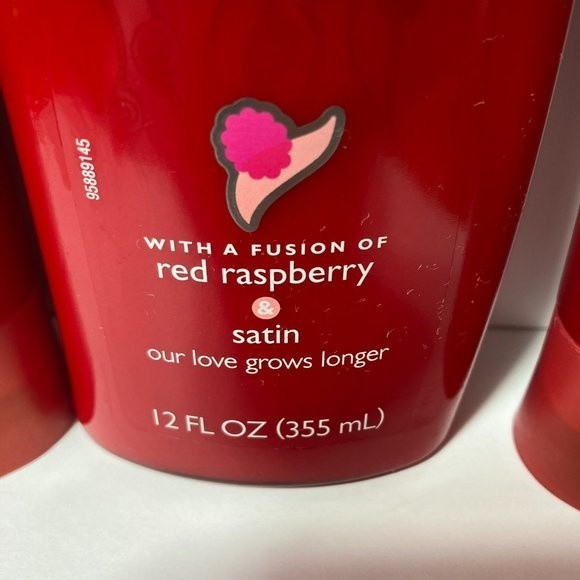 95889145
WITH A FUSION OF
red raspberry
&
satin
our love grows longer
12 FL OZ (355 mL)